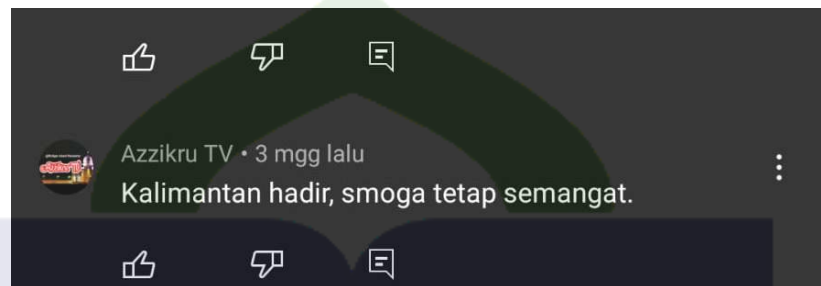 Azzikru TV • 3 mgg lalu
Kalimantan hadir, smoga tetap semangat.